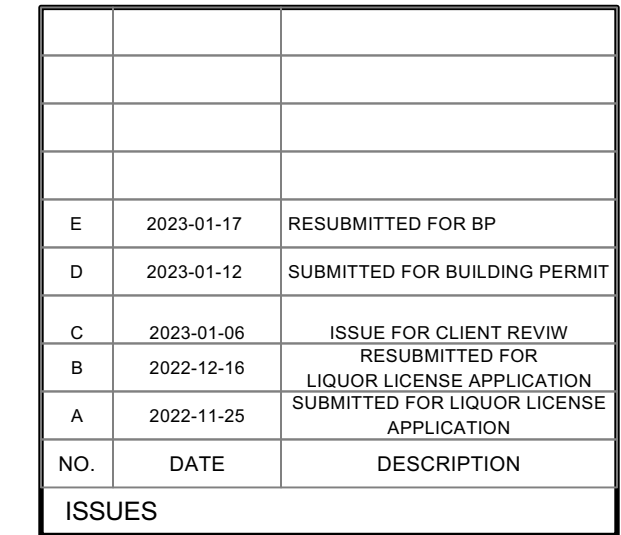 E 2023-01-17 RESUBMITTED FOR BP
D 2023-01-12 SUBMITTED FOR BUILDING PERMIT
C 2023-01-06 ISSUE FOR CLIENT REVIW
B 2022-12-16 RESUBMITTED FOR
LIQUOR LICENSE APPLICATION
A 2022-11-25 SUBMITTED FOR LIQUOR LICENSE
APPLICATION
NO. DATE DESCRIPTION
ISSUES